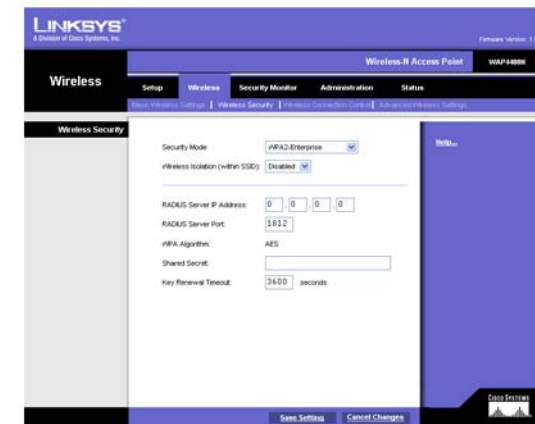 LINKSYS®
A Division of Cisco Systems, Inc.
Firmware Version: 1.
Wireless-N Access Point
WAP4400N
Wireless
Setup
Wireless
Security Monitor
Administration
Status
Basic Wireless Settings | Wireless Security | Wireless Connection Control | Advanced Wireless Settings
Wireless Security
Security Mode: WPA2-Enterprise
Wireless Isolation (within SSID): Disabled
RADIUS Server IP Address: 0 . 0 . 0 . 0
RADIUS Server Port: 1812
WPA Algorithm: AES
Shared Secret:
Key Renewal Timeout: 3600 seconds
Help...
Save Setting
Cancel Changes
CISCO SYSTEMS